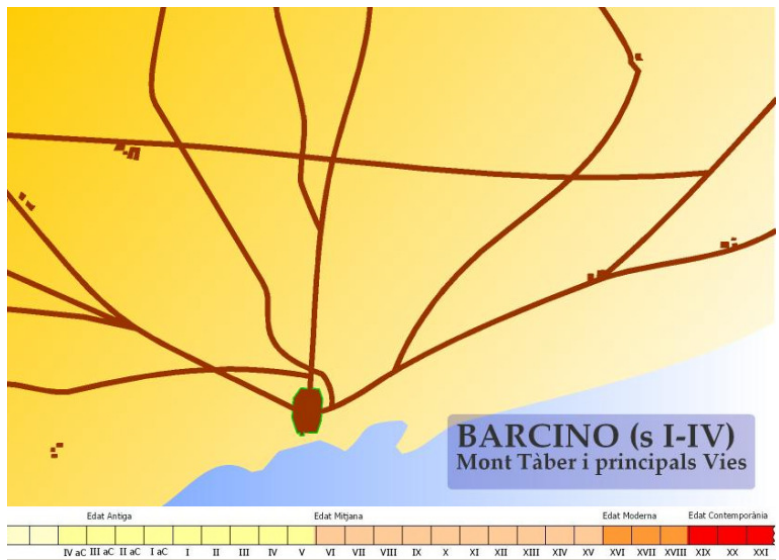 BARCINO (s I-IV)
Mont Tàber i principals Vies
Edat Antiga Edat Mitjana Edat Moderna Edat Contemporània
IV aC III aC II aC I aC I II III IV V VI VII VIII IX X XI XII XIII XIV XV XVI XVII XVIII XIX XX XXI